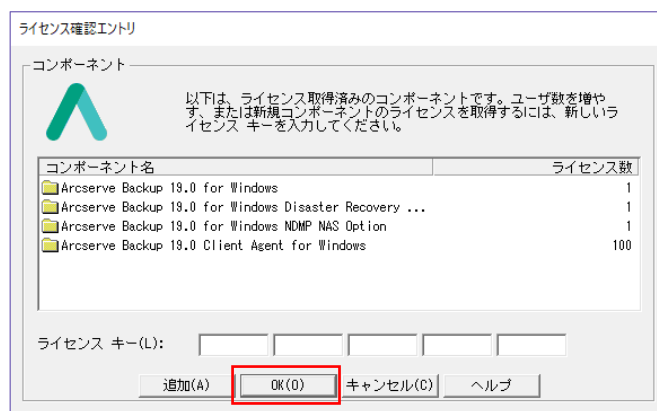 ライセンス確認エントリ
コンポーネント
以下は、ライセンス取得済みのコンポーネントです。ユーザ数を増や
す、または新規コンポーネントのライセンスを取得するには、新しいラ
イセンス キーを入力してください。
コンポーネント名 ライセンス数
Arcserve Backup 19.0 for Windows 1
Arcserve Backup 19.0 for Windows Disaster Recovery ... 1
Arcserve Backup 19.0 for Windows NDMP NAS Option 1
Arcserve Backup 19.0 Client Agent for Windows 100
ライセンス キー(L):
追加(A) OK(O) キャンセル(C) ヘルプ